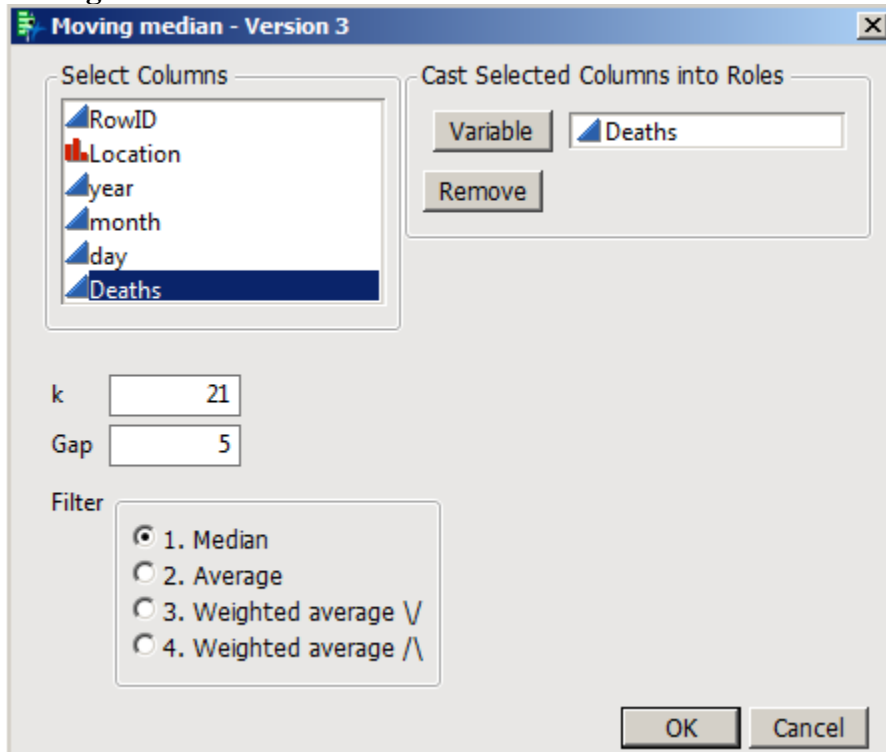 Moving median - Version 3
Select Columns
RowID
Location
year
month
day
Deaths
Cast Selected Columns into Roles
Variable
Deaths
Remove
k 21
Gap 5
Filter
1. Median
2. Average
3. Weighted average \/
4. Weighted average /\
OK Cancel